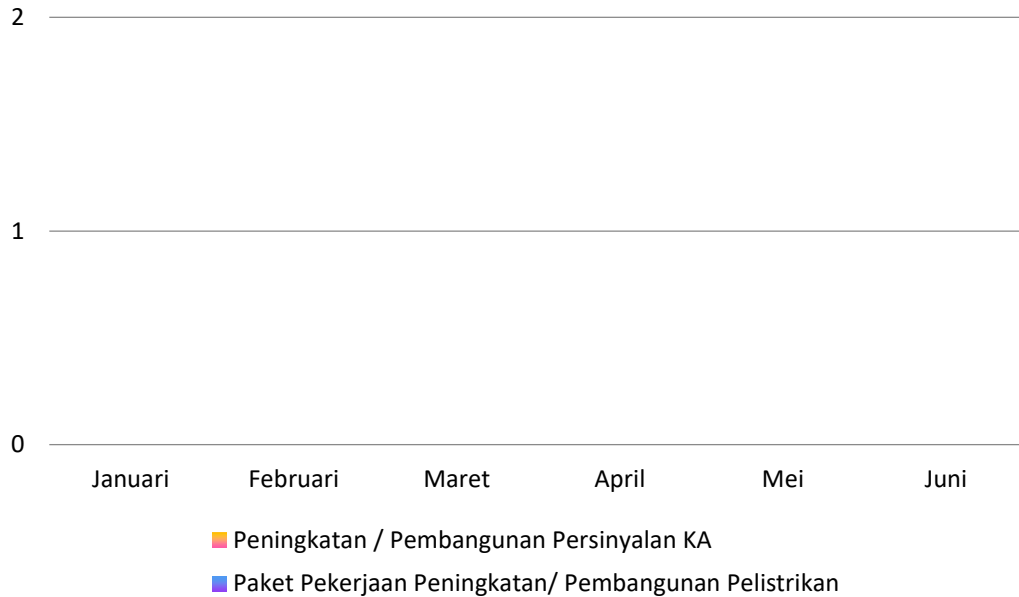 2
1
0
Januari Februari Maret April Mei Juni
Peningkatan / Pembangunan Persinyalan KA
Paket Pekerjaan Peningkatan/ Pembangunan Pelistrikan